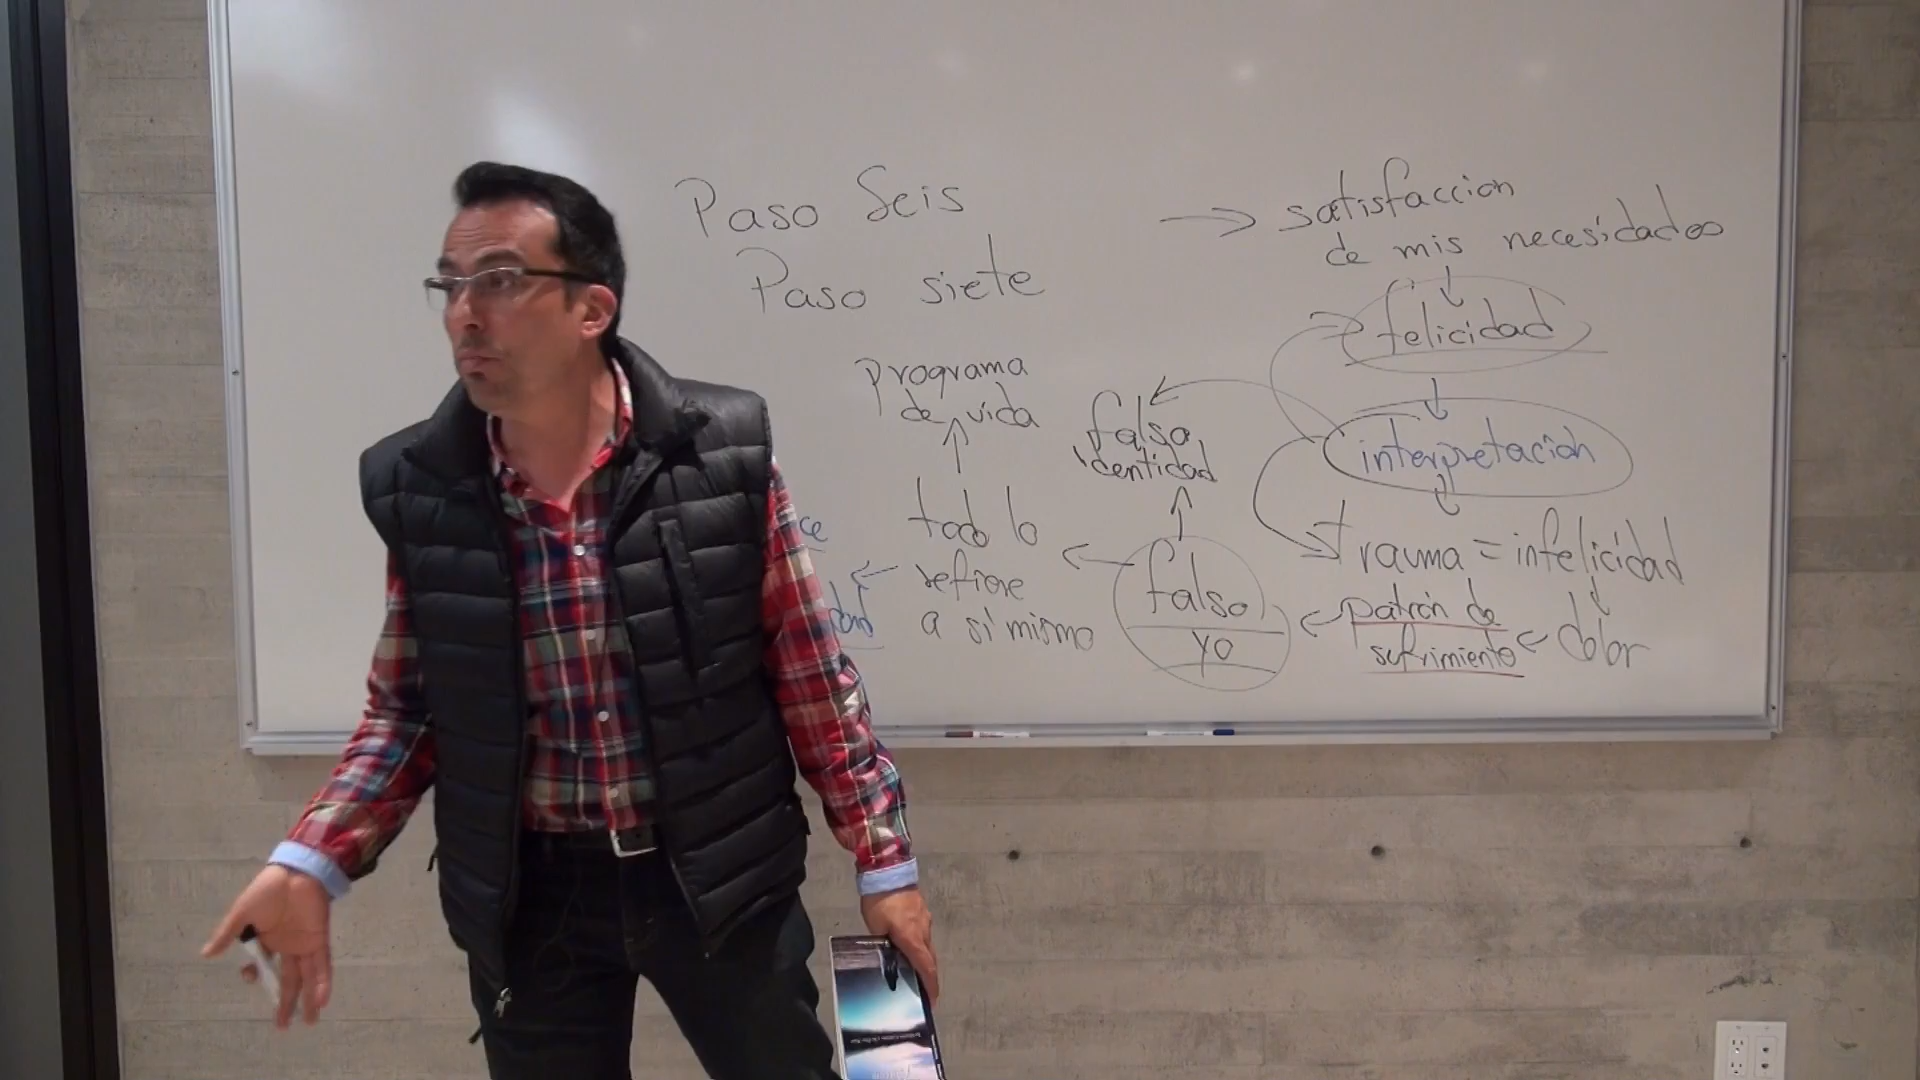 Paso Seis
Paso siete
programa
de vida
todo lo
refiere
a si mismo
falsa
identidad
falso
yo
satisfaccion
de mis necesidades
felicidad
interpretación
trauma = infelicidad
patrón de
sufrimiento
dolor